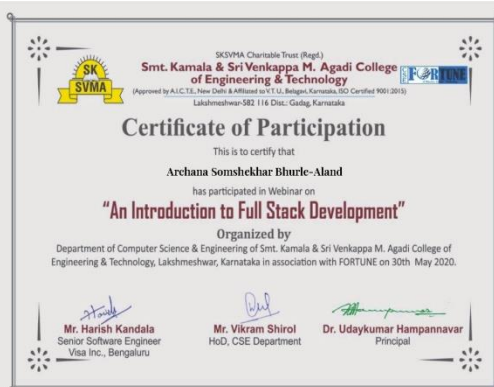 SKSVMA Charitable Trust (Regd.)
SK
SVMA
Smt. Kamala & Sri Venkappa M. Agadi College
of Engineering & Technology
FORTUNE
(Approved by A.I.C.T.E., New Delhi & Affiliated to V.T.U., Belagavi, Karnataka, ISO Certified 9001:2015)
Lakshmeshwar-582 116 Dist.: Gadag, Karnataka
Certificate of Participation
This is to certify that
Archana Somshekhar Bhurle-Aland
has participated in Webinar on
"An Introduction to Full Stack Development"
Organized by
Department of Computer Science & Engineering of Smt. Kamala & Sri Venkappa M. Agadi College of
Engineering & Technology, Lakshmeshwar, Karnataka in association with FORTUNE on 30th May 2020.
Mr. Harish Kandala
Senior Software Engineer
Visa Inc., Bengaluru
Mr. Vikram Shirol
HoD, CSE Department
Dr. Udaykumar Hampannavar
Principal